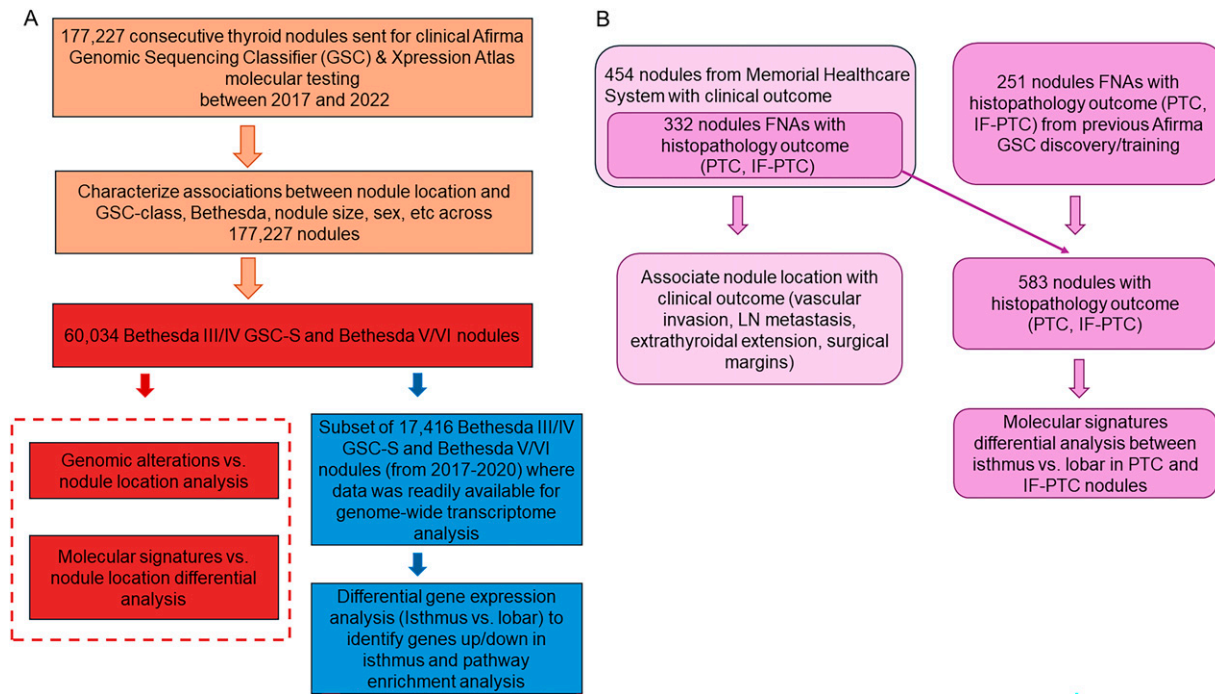 A
177,227 consecutive thyroid nodules sent for clinical Afirma
Genomic Sequencing Classifier (GSC) & Xpression Atlas
molecular testing
between 2017 and 2022
Characterize associations between nodule location and
GSC-class, Bethesda, nodule size, sex, etc across
177,227 nodules
60,034 Bethesda III/IV GSC-S and Bethesda V/VI nodules
Genomic alterations vs.
nodule location analysis
Molecular signatures vs.
nodule location differential
analysis
Subset of 17,416 Bethesda III/IV
GSC-S and Bethesda V/VI
nodules (from 2017-2020) where
data was readily available for
genome-wide transcriptome
analysis
Differential gene expression
analysis (Isthmus vs. lobar) to
identify genes up/down in
isthmus and pathway
enrichment analysis
B
454 nodules from Memorial Healthcare
System with clinical outcome
332 nodules FNAs with
histopathology outcome
(PTC, IF-PTC)
Associate nodule location with
clinical outcome (vascular
invasion, LN metastasis,
extrathyroidal extension, surgical
margins)
251 nodules FNAs with
histopathology outcome (PTC,
IF-PTC) from previous Afirma
GSC discovery/training
583 nodules with
histopathology outcome
(PTC, IF-PTC)
Molecular signatures
differential analysis between
isthmus vs. lobar in PTC and
IF-PTC nodules